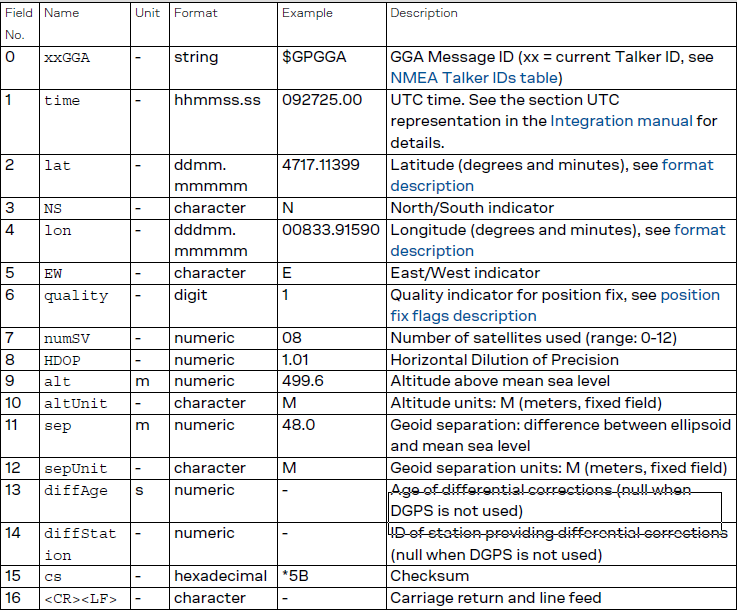 Field Name Unit Format Example Description
No.
0 xxGGA - string $GPGGA GGA Message ID (xx = current Talker ID, see
NMEA Talker IDs table)
1 time - hhmmss.ss 092725.00 UTC time. See the section UTC
representation in the Integration manual for
details.
2 lat - ddmm. 4717.11399 Latitude (degrees and minutes), see format
mmmmm description
3 NS - character N North/South indicator
4 lon - dddmm. 00833.91590 Longitude (degrees and minutes), see format
mmmmm description
5 EW - character E East/West indicator
6 quality - digit 1 Quality indicator for position fix, see position
fix flags description
7 numSV - numeric 08 Number of satellites used (range: 0-12)
8 HDOP - numeric 1.01 Horizontal Dilution of Precision
9 alt m numeric 499.6 Altitude above mean sea level
10 altUnit - character M Altitude units: M (meters, fixed field)
11 sep m numeric 48.0 Geoid separation: difference between ellipsoid
and mean sea level
12 sepUnit - character M Geoid separation units: M (meters, fixed field)
13 diffAge s numeric - Age of differential corrections (null when
DGPS is not used)
14 diffStat - numeric - ID of station providing differential corrections
ion (null when DGPS is not used)
15 cs - hexadecimal *5B Checksum
16 <CR><LF> - character - Carriage return and line feed